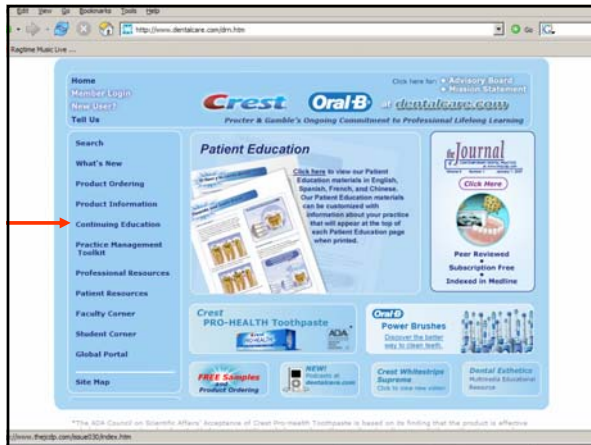 Edit View Go Bookmarks Tools Help
http://www.dentalcare.com/drn.htm
Go
Ragtime Music Live ...
Home
Member Login
New User?
Tell Us
Click here for:
Advisory Board
Mission Statement
Crest Oral-B at dentalcare.com
Procter & Gamble's Ongoing Commitment to Professional Lifelong Learning
Search
What's New
Product Ordering
Product Information
Continuing Education
Practice Management
Toolkit
Professional Resources
Patient Resources
Faculty Corner
Student Corner
Global Portal
Site Map
Patient Education
Click here to view our Patient
Education materials in English,
Spanish, French, and Chinese.
Our Patient Education materials
can be customized with
information about your practice
that will appear at the top of
each Patient Education page
when printed.
the Journal
Click Here
Peer Reviewed
Subscription Free
Indexed in Medline
Crest
PRO-HEALTH Toothpaste
ADA
Oral-B
Power Brushes
Discover the better
way to clean teeth.
FREE Samples
and
Product Ordering
NEW!
Podcasts at
dentalcare.com
Crest Whitestrips
Supreme
Click to view new video!
Dental Esthetics
Multimedia Educational
Resource
*The ADA Council on Scientific Affairs' Acceptance of Crest Pro-Health Toothpaste is based on its finding that the product is effective
www.thejcdp.com/issue030/index.htm